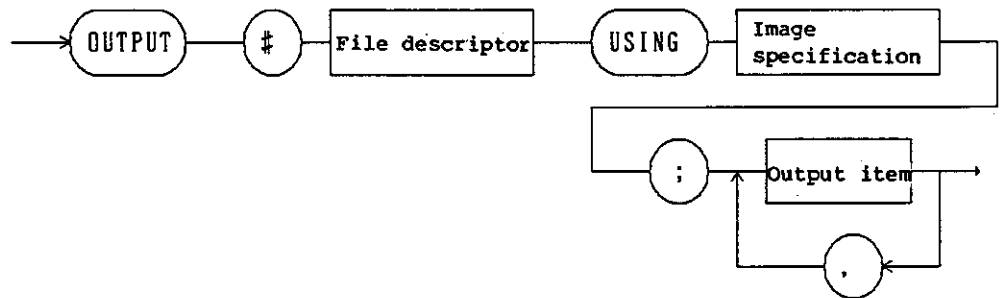 OUTPUT # File descriptor USING Image
specification
; Output item
,